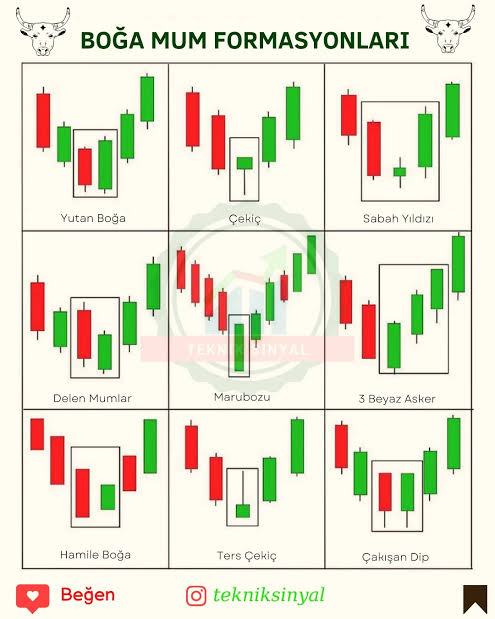 BOĞA MUM FORMASYONLARI
Yutan Boğa
Çekiç
Sabah Yıldızı
TEKNİK SİNYAL
Delen Mumlar
Marubozu
3 Beyaz Asker
Hamile Boğa
Ters Çekiç
Çakışan Dip
Beğen
tekniksinyal